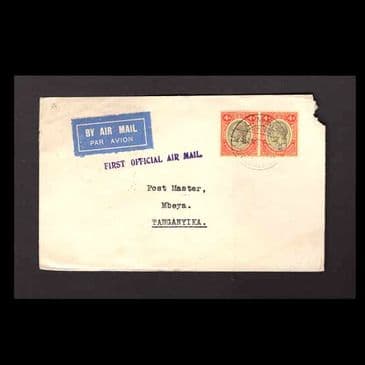 BY AIR MAIL
PAR AVION
FIRST OFFICIAL AIR MAIL.
Post Master,
Mbeya.
TANGANYIKA.